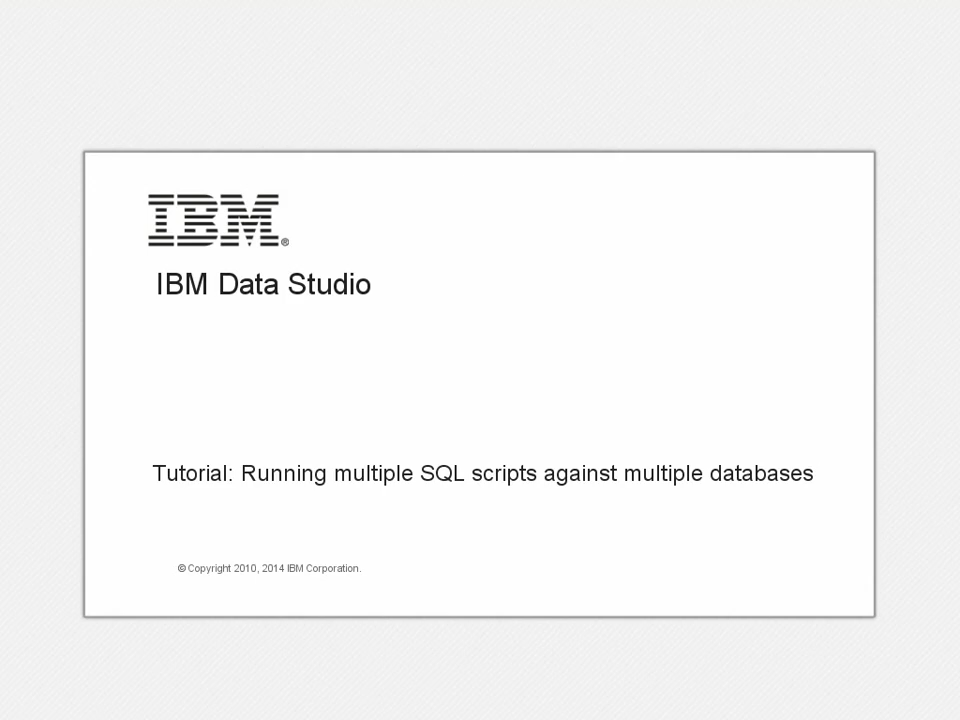 IBM®
IBM Data Studio
Tutorial: Running multiple SQL scripts against multiple databases
© Copyright 2010, 2014 IBM Corporation.